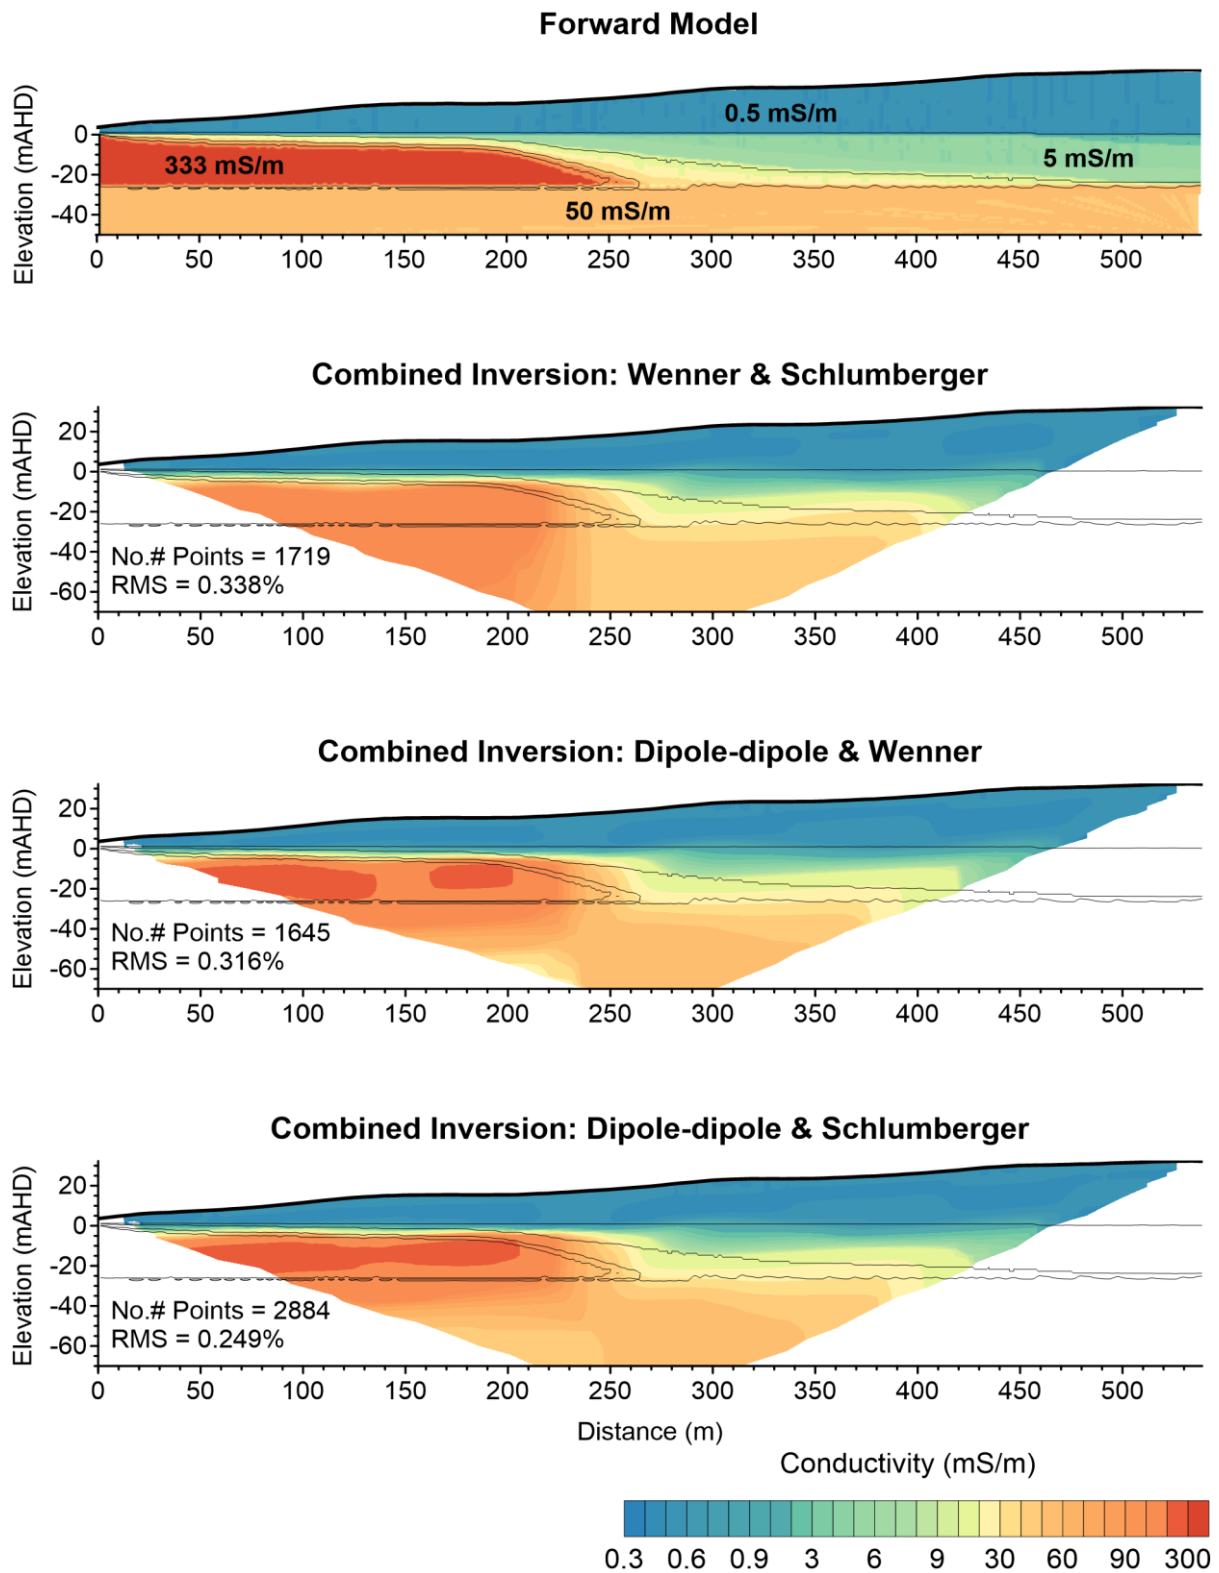 Forward Model
Elevation (mAHD)
0
-20
-40
0.5 mS/m
333 mS/m
5 mS/m
50 mS/m
0 50 100 150 200 250 300 350 400 450 500
Combined Inversion: Wenner & Schlumberger
Elevation (mAHD)
20
0
-20
-40
-60
No.# Points = 1719
RMS = 0.338%
0 50 100 150 200 250 300 350 400 450 500
Combined Inversion: Dipole-dipole & Wenner
Elevation (mAHD)
20
0
-20
-40
-60
No.# Points = 1645
RMS = 0.316%
0 50 100 150 200 250 300 350 400 450 500
Combined Inversion: Dipole-dipole & Schlumberger
Elevation (mAHD)
20
0
-20
-40
-60
No.# Points = 2884
RMS = 0.249%
0 50 100 150 200 250 300 350 400 450 500
Distance (m)
Conductivity (mS/m)
0.3 0.6 0.9 3 6 9 30 60 90 300